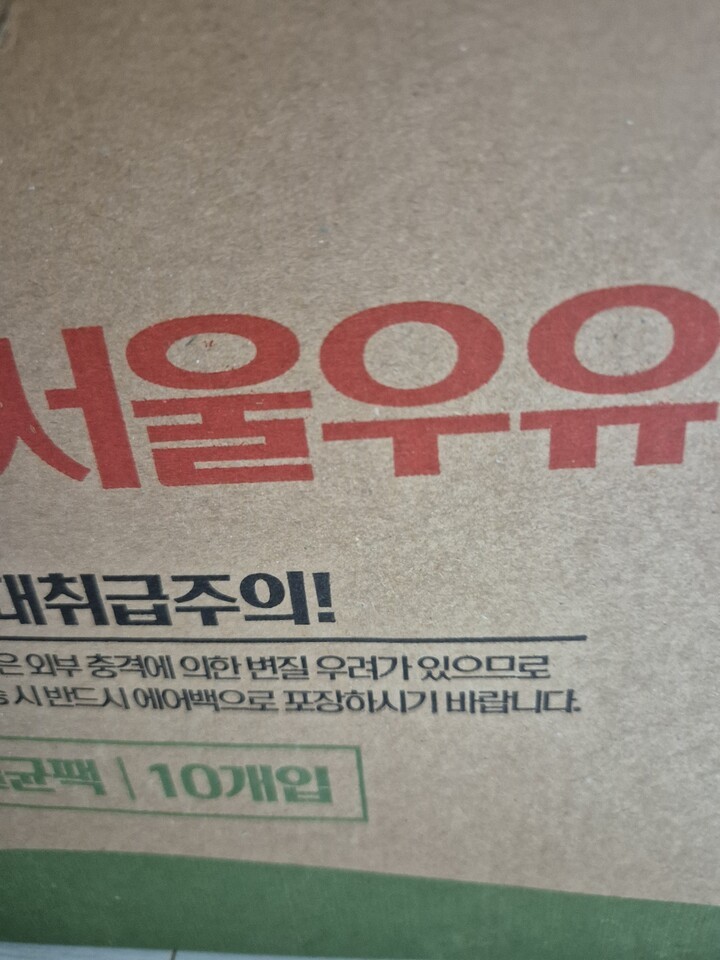 서울우유
대취급주의!
은 외부 충격에 의한 변질 우려가 있으므로
시 반드시 에어백으로 포장하시기 바랍니다.
균팩 | 10개입